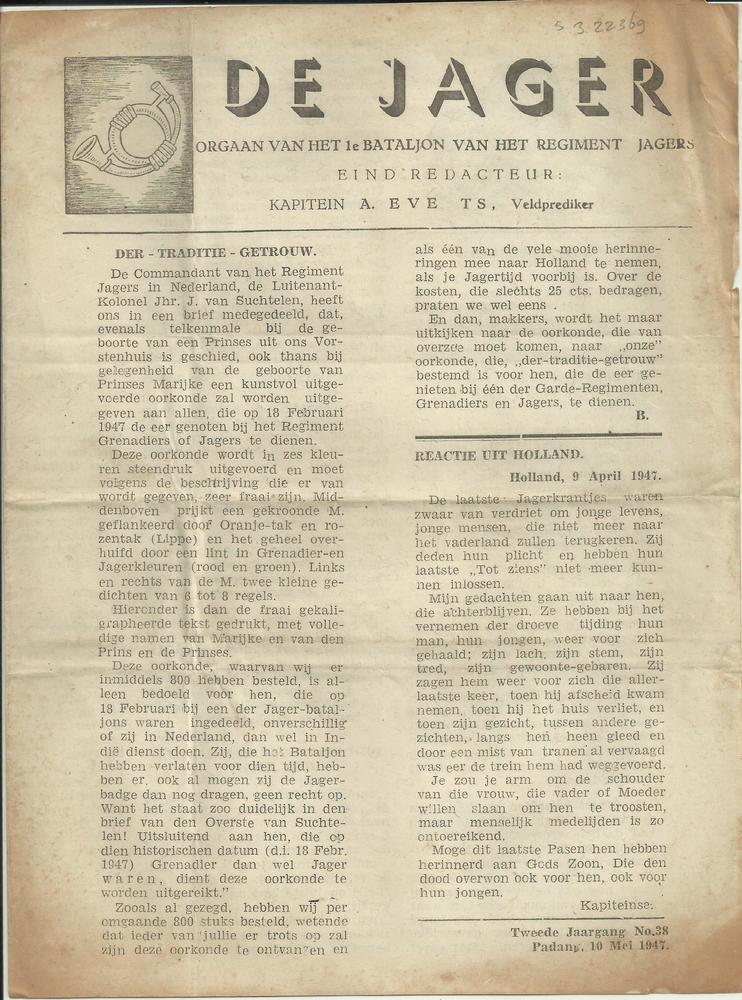 5 3.22369
DE JAGER
ORGAAN VAN HET 1e BATALJON VAN HET REGIMENT JAGERS
EIND REDACTEUR:
KAPITEIN A. EVE TS, Veldprediker
DER - TRADITIE - GETROUW.
De Commandant van het Regiment
Jagers in Nederland, de Luitenant-
Kolonel Jhr. J. van Suchtelen, heeft
ons in een brief medegedeeld, dat,
evenals telkenmale bij de ge-
boorte van een Prinses uit ons Vor-
stenhuis is geschied, ook thans bij
gelegenheid van de geboorte van
Prinses Marijke een kunstvol uitge-
voerde oorkonde zal worden uitge-
geven aan allen, die op 18 Februari
1947 de eer genoten bij het Regiment
Grenadiers of Jagers te dienen.
Deze oorkonde wordt in zes kleu-
ren steendruk uitgevoerd en moet
volgens de beschrijving die er van
wordt gegeven, zeer fraai zijn. Mid-
denboven prijkt een gekroonde M.
geflankeerd door Oranje-tak en ro-
zentak (Lippe) en het geheel over-
huifd door een lint in Grenadier-en
Jagerkleuren (rood en groen). Links
en rechts van de M. twee kleine ge-
dichten van 6 tot 8 regels.
Hieronder is dan de fraai gekali-
grapheerde tekst gedrukt, met volle-
dige namen van Marijke en van den
Prins en de Prinses.
Deze oorkonde, waarvan wij er
inmiddels 800 hebben besteld, is al-
leen bedoeld voor hen, die op
18 Februari bij een der Jager-batal-
jons waren ingedeeld, onverschillig
of zij in Nederland, dan wel in In-
dië dienst doen. Zij, die het Bataljon
hebben verlaten voor dien tijd, heb-
ben er, ook al mogen zij de Jager-
badge dan nog dragen, geen recht op.
Want het staat zoo duidelijk in den
brief van den Overste van Suchte-
len! Uitsluitend aan hen, die op
dien historischen datum (d.i. 18 Febr.
1947) Grenadier dan wel Jager
waren, dient deze oorkonde te
worden uitgereikt."
Zooals al gezegd, hebben wij per
omgaande 800 stuks besteld, wetende
dat ieder van jullie er trots op zal
zijn deze oorkonde te ontvangen en
als één van de vele mooie herinne-
ringen mee naar Holland te nemen,
als je Jagertijd voorbij is. Over de
kosten, die slechts 25 cts. bedragen,
praten we wel eens .
En dan, makkers, wordt het maar
uitkijken naar de oorkonde, die van
overzee moet komen, naar „onze"
oorkonde, die, „der-traditie-getrouw"
bestemd is voor hen, die de eer ge-
nieten bij één der Garde-Regimenten,
Grenadiers en Jagers, te dienen.
B.
REACTIE UIT HOLLAND.
Holland, 9 April 1947.
De laatste Jagerkrantjes waren
zwaar van verdriet om jonge levens,
jonge mensen, die niet meer naar
het vaderland zullen terugkeren. Zij
deden hun plicht en hebben hun
laatste „Tot ziens" niet meer kun-
nen inlossen.
Mijn gedachten gaan uit naar hen,
die achterblijven. Ze hebben bij het
vernemen der droeve tijding hun
man, hun jongen, weer voor zich
gehaald; zijn lach, zijn stem, zijn
tred, zijn gewoonte-gebaren. Zij
zagen hem weer voor zich die aller-
laatste keer, toen hij afscheid kwam
nemen, toen hij het huis verliet, en
toen zijn gezicht, tussen andere ge-
zichten, langs hen heen gleed en
door een mist van tranen al vervaagd
was eer de trein hem had weggevoerd.
Je zou je arm om de schouder
van die vrouw, die vader of Moeder
willen slaan om hen te troosten,
maar menselijk medelijden is zo
ontoereikend.
Moge dit laatste Pasen hen hebben
herinnerd aan Gods Zoon, Die den
dood overwon ook voor hen, ook voor
hun jongen.
Kapiteinse.
Tweede Jaargang No.38
Padang, 10 Mei 1947.